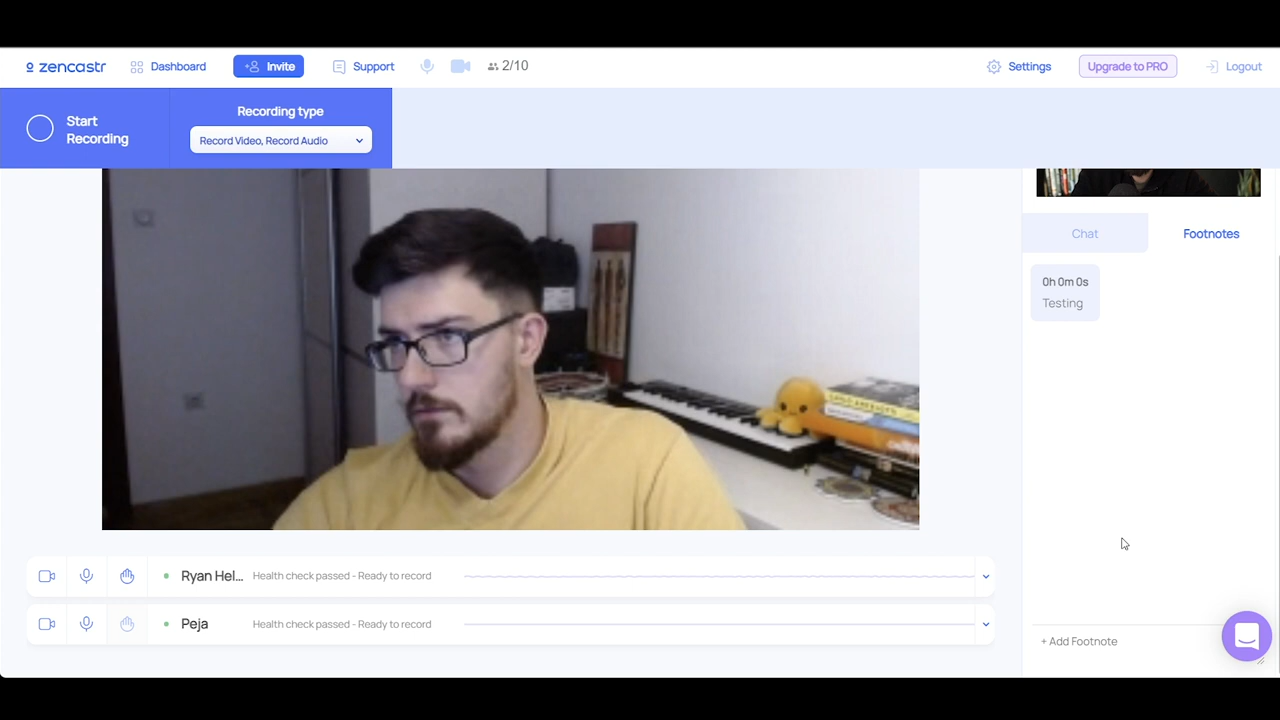 zencastr
Dashboard
Invite
Support
2/10
Settings
Upgrade to PRO
Logout
Start
Recording
Recording type
Record Video, Record Audio
Chat
Footnotes
0h 0m 0s
Testing
Ryan Hel...
Health check passed - Ready to record
Peja
Health check passed - Ready to record
+ Add Footnote